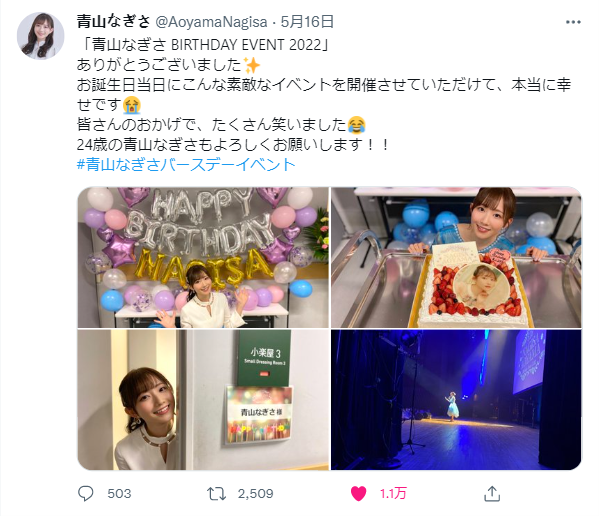 青山なぎさ @AoyamaNagisa・5月16日
「青山なぎさ BIRTHDAY EVENT 2022」
ありがとうございました✨
お誕生日当日にこんな素敵なイベントを開催させていただけて、本当に幸
せです😭
皆さんのおかげで、たくさん笑いました😂
24歳の青山なぎさもよろしくお願いします！！
#青山なぎさバースデーイベント
HAPPY
BIRTHDAY
NAGISA
小楽屋 3
Small Dressing Room 3
青山なぎさ 様
503
2,509
1.1万